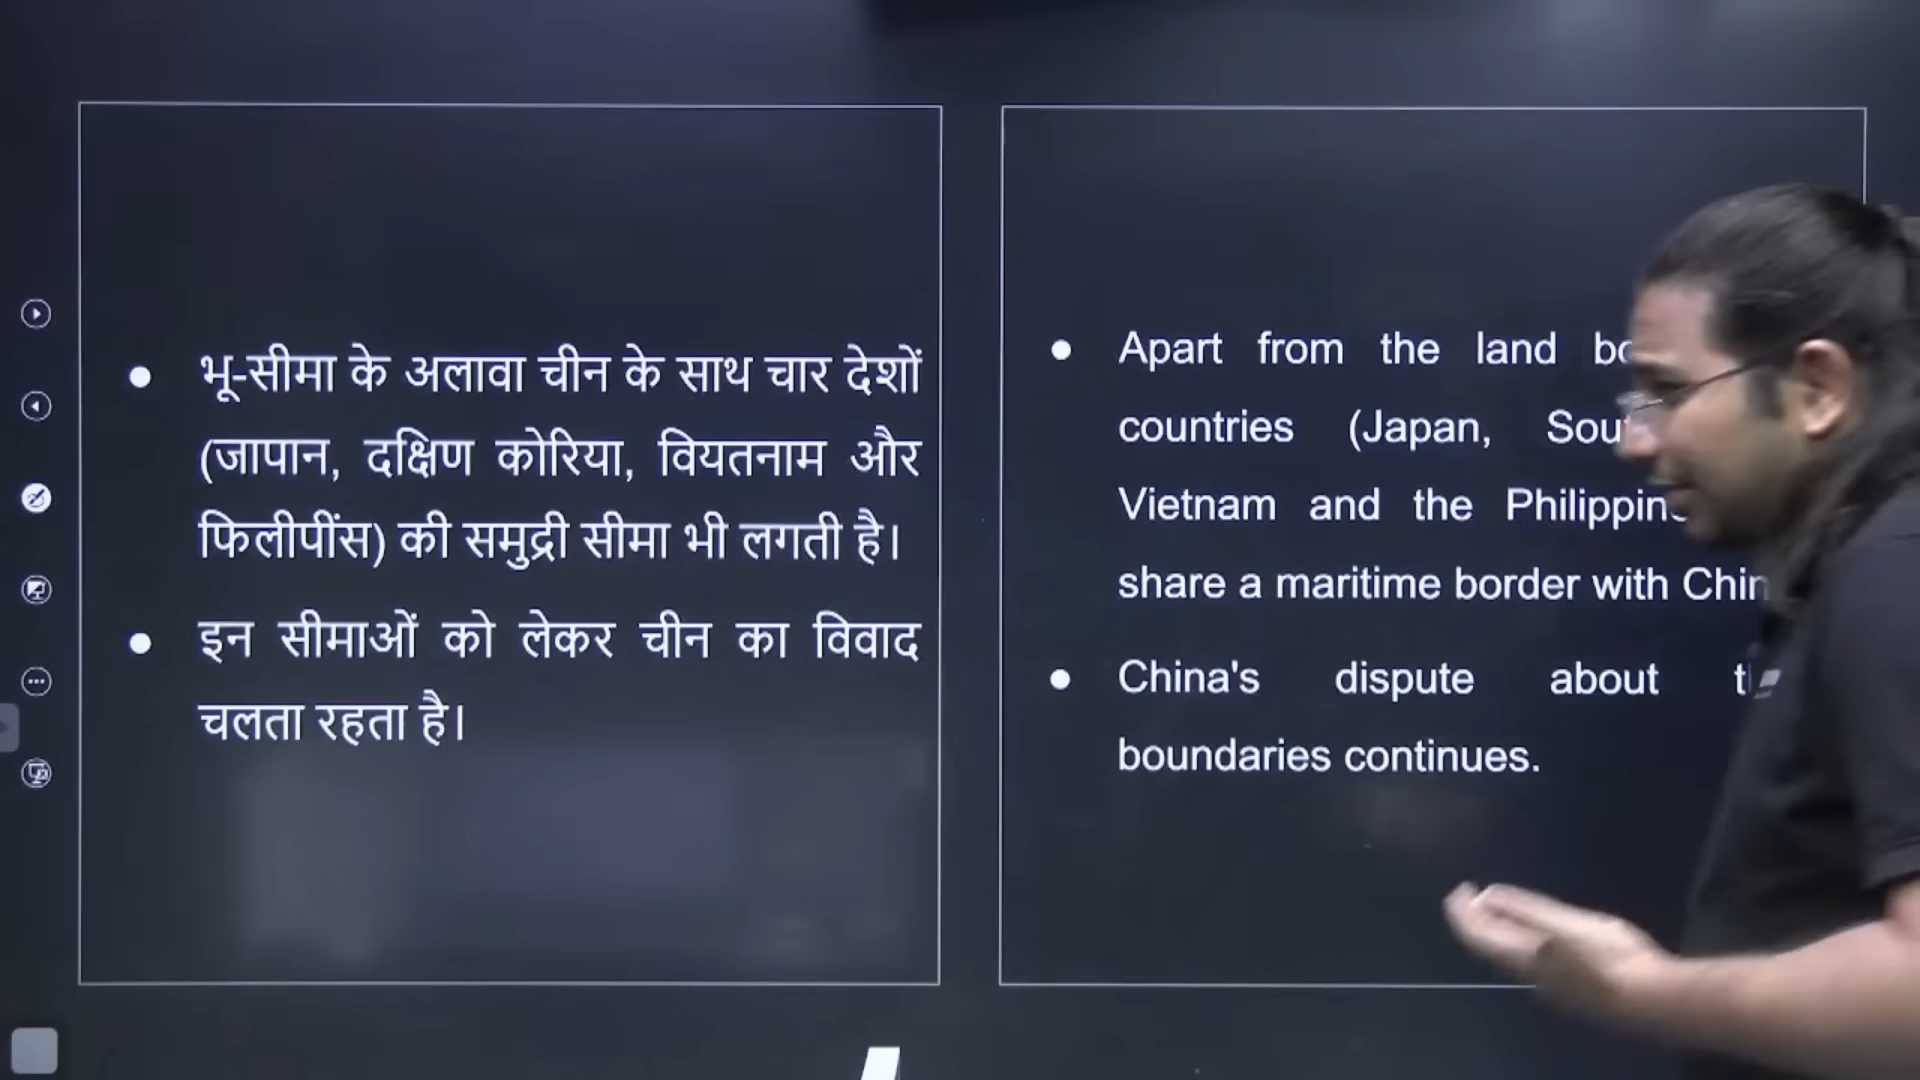 भू-सीमा के अलावा चीन के साथ चार देशों
(जापान, दक्षिण कोरिया, वियतनाम और
फिलीपींस) की समुद्री सीमा भी लगती है।
इन सीमाओं को लेकर चीन का विवाद
चलता रहता है।
Apart from the land
countries (Japan,
Vietnam and the
share a maritime border with
China's dispute about
boundaries continues.